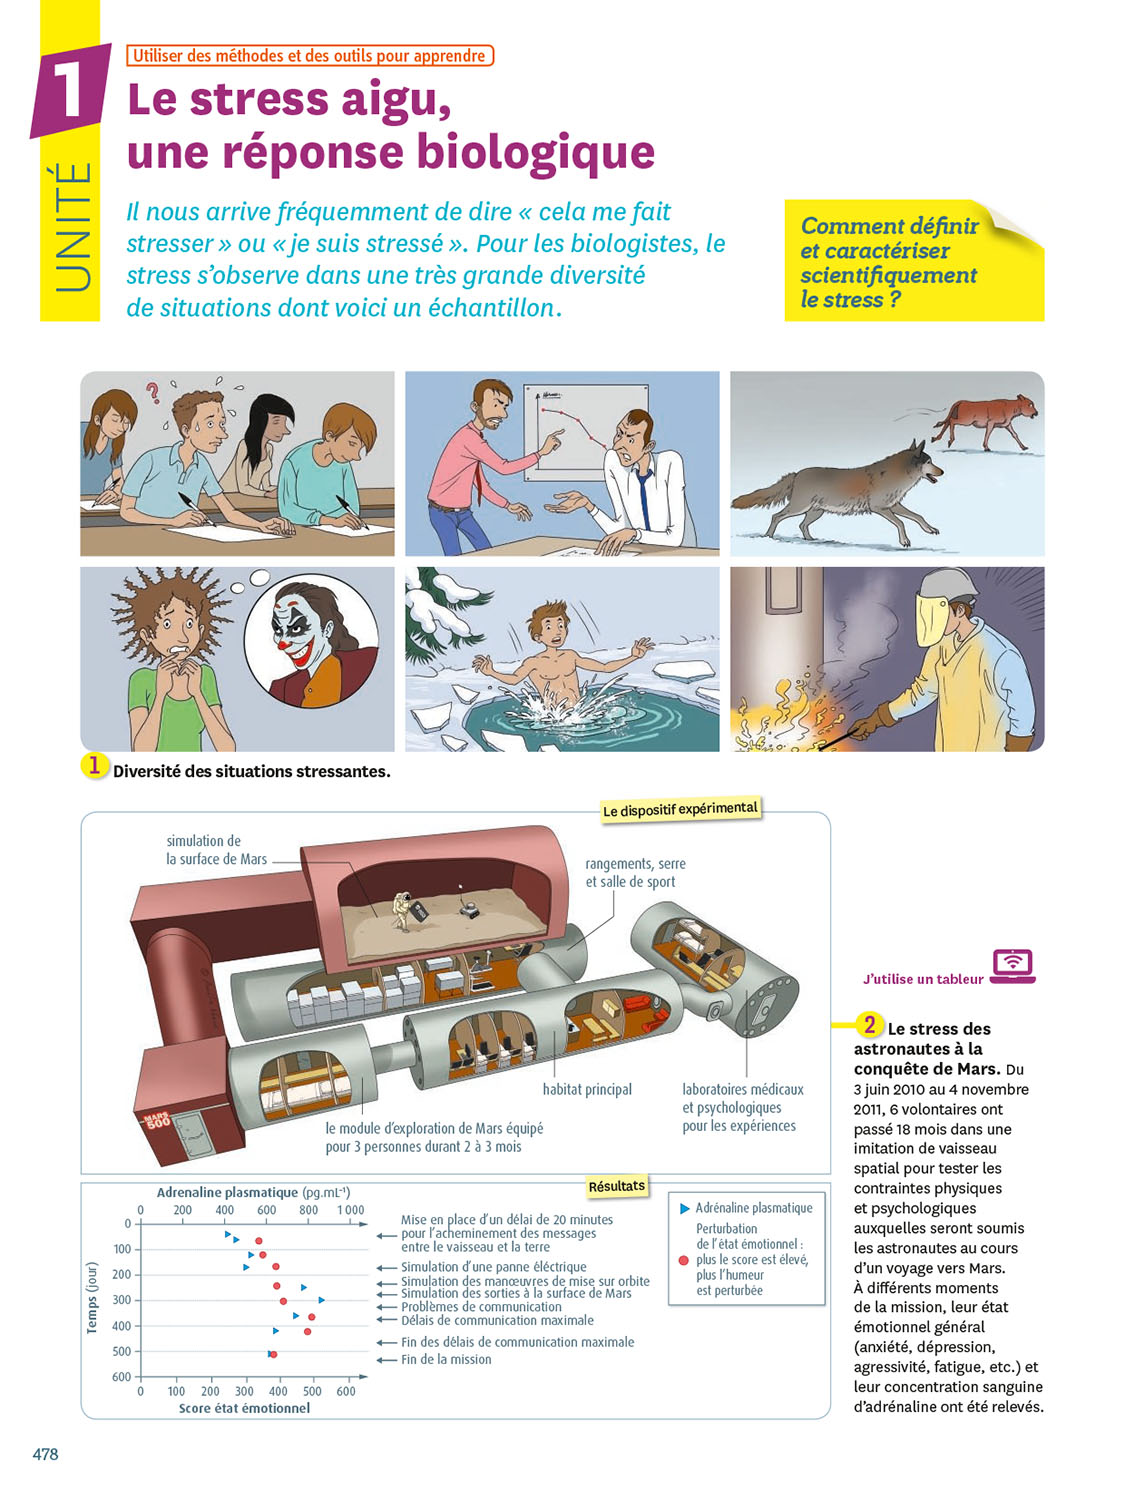 Utiliser des méthodes et des outils pour apprendre
1
UNITÉ
Le stress aigu,
une réponse biologique
Il nous arrive fréquemment de dire « cela me fait
stresser » ou « je suis stressé ». Pour les biologistes, le
stress s'observe dans une très grande diversité
de situations dont voici un échantillon.
Comment définir
et caractériser
scientifiquement
le stress ?
?
1 Diversité des situations stressantes.
Le dispositif expérimental
simulation de
la surface de Mars
rangements, serre
et salle de sport
habitat principal
laboratoires médicaux
et psychologiques
pour les expériences
le module d'exploration de Mars équipé
pour 3 personnes durant 2 à 3 mois
MARS
500
J'utilise un tableur
2 Le stress des
astronautes à la
conquête de Mars. Du
3 juin 2010 au 4 novembre
2011, 6 volontaires ont
passé 18 mois dans une
imitation de vaisseau
spatial pour tester les
contraintes physiques
et psychologiques
auxquelles seront soumis
les astronautes au cours
d'un voyage vers Mars.
À différents moments
de la mission, leur état
émotionnel général
(anxiété, dépression,
agressivité, fatigue, etc.) et
leur concentration sanguine
d'adrénaline ont été relevés.
Résultats
Adrenaline plasmatique (pg.mL⁻¹)
0 200 400 600 800 1 000
Temps (jour)
0
100
200
300
400
500
600
0 100 200 300 400 500 600
Score état émotionnel
Mise en place d'un délai de 20 minutes
pour l'acheminement des messages
entre le vaisseau et la terre
Simulation d'une panne électrique
Simulation des manœuvres de mise sur orbite
Simulation des sorties à la surface de Mars
Problèmes de communication
Délais de communication maximale
Fin des délais de communication maximale
Fin de la mission
Adrénaline plasmatique
Perturbation
de l'état émotionnel :
plus le score est élevé,
plus l'humeur
est perturbée
478